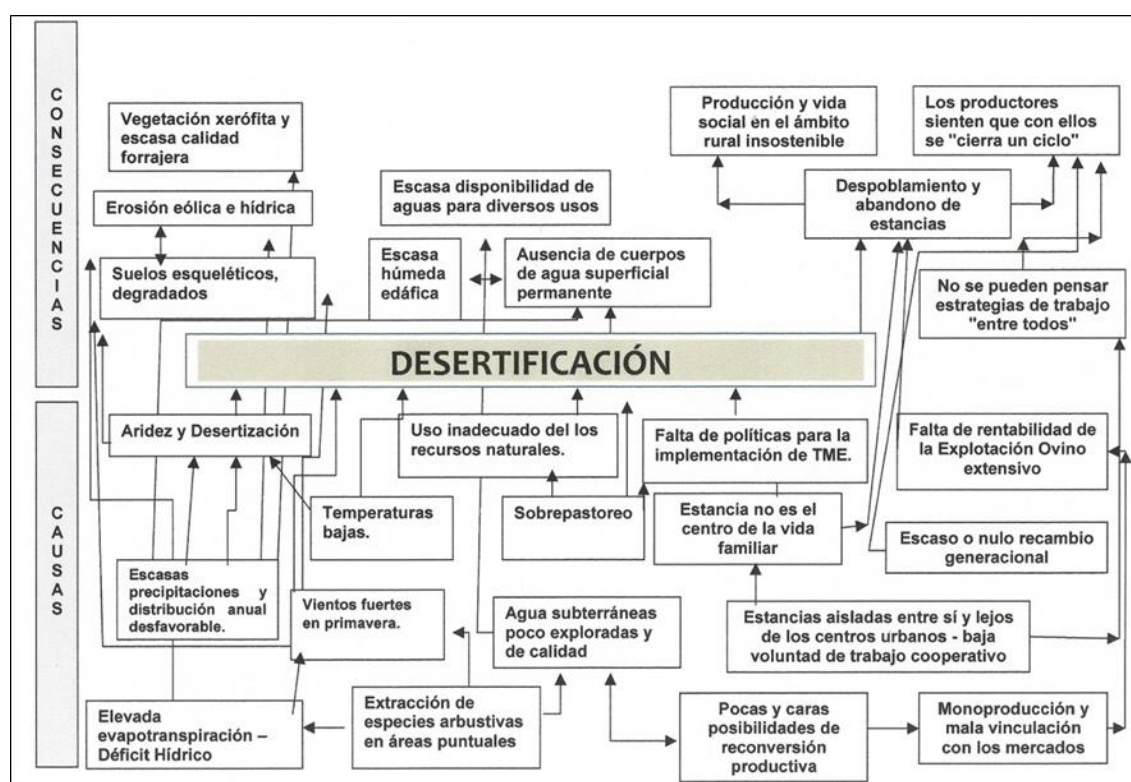 CONSECUENCIAS
Vegetación xerófita y
escasa calidad
forrajera
Erosión eólica e hídrica
Suelos esqueléticos,
degradados
Escasa disponibilidad de
aguas para diversos usos
Escasa
húmeda
edáfica
Ausencia de cuerpos
de agua superficial
permanente
Producción y vida
social en el ámbito
rural insostenible
Los productores
sienten que con ellos
se "cierra un ciclo"
Despoblamiento y
abandono de
estancias
No se pueden pensar
estrategias de trabajo
"entre todos"
DESERTIFICACIÓN
CAUSAS
Aridez y Desertización
Uso inadecuado del los
recursos naturales.
Falta de políticas para la
implementación de TME.
Falta de rentabilidad de
la Explotación Ovino
extensivo
Temperaturas
bajas.
Sobrepastoreo
Estancia no es el
centro de la vida
familiar
Escaso o nulo recambio
generacional
Escasas
precipitaciones y
distribución anual
desfavorable.
Vientos fuertes
en primavera.
Agua subterráneas
poco exploradas y
de calidad
Estancias aisladas entre sí y lejos
de los centros urbanos - baja
voluntad de trabajo cooperativo
Elevada
evapotranspiración –
Déficit Hídrico
Extracción de
especies arbustivas
en áreas puntuales
Pocas y caras
posibilidades de
reconversión
productiva
Monoproducción y
mala vinculación
con los mercados